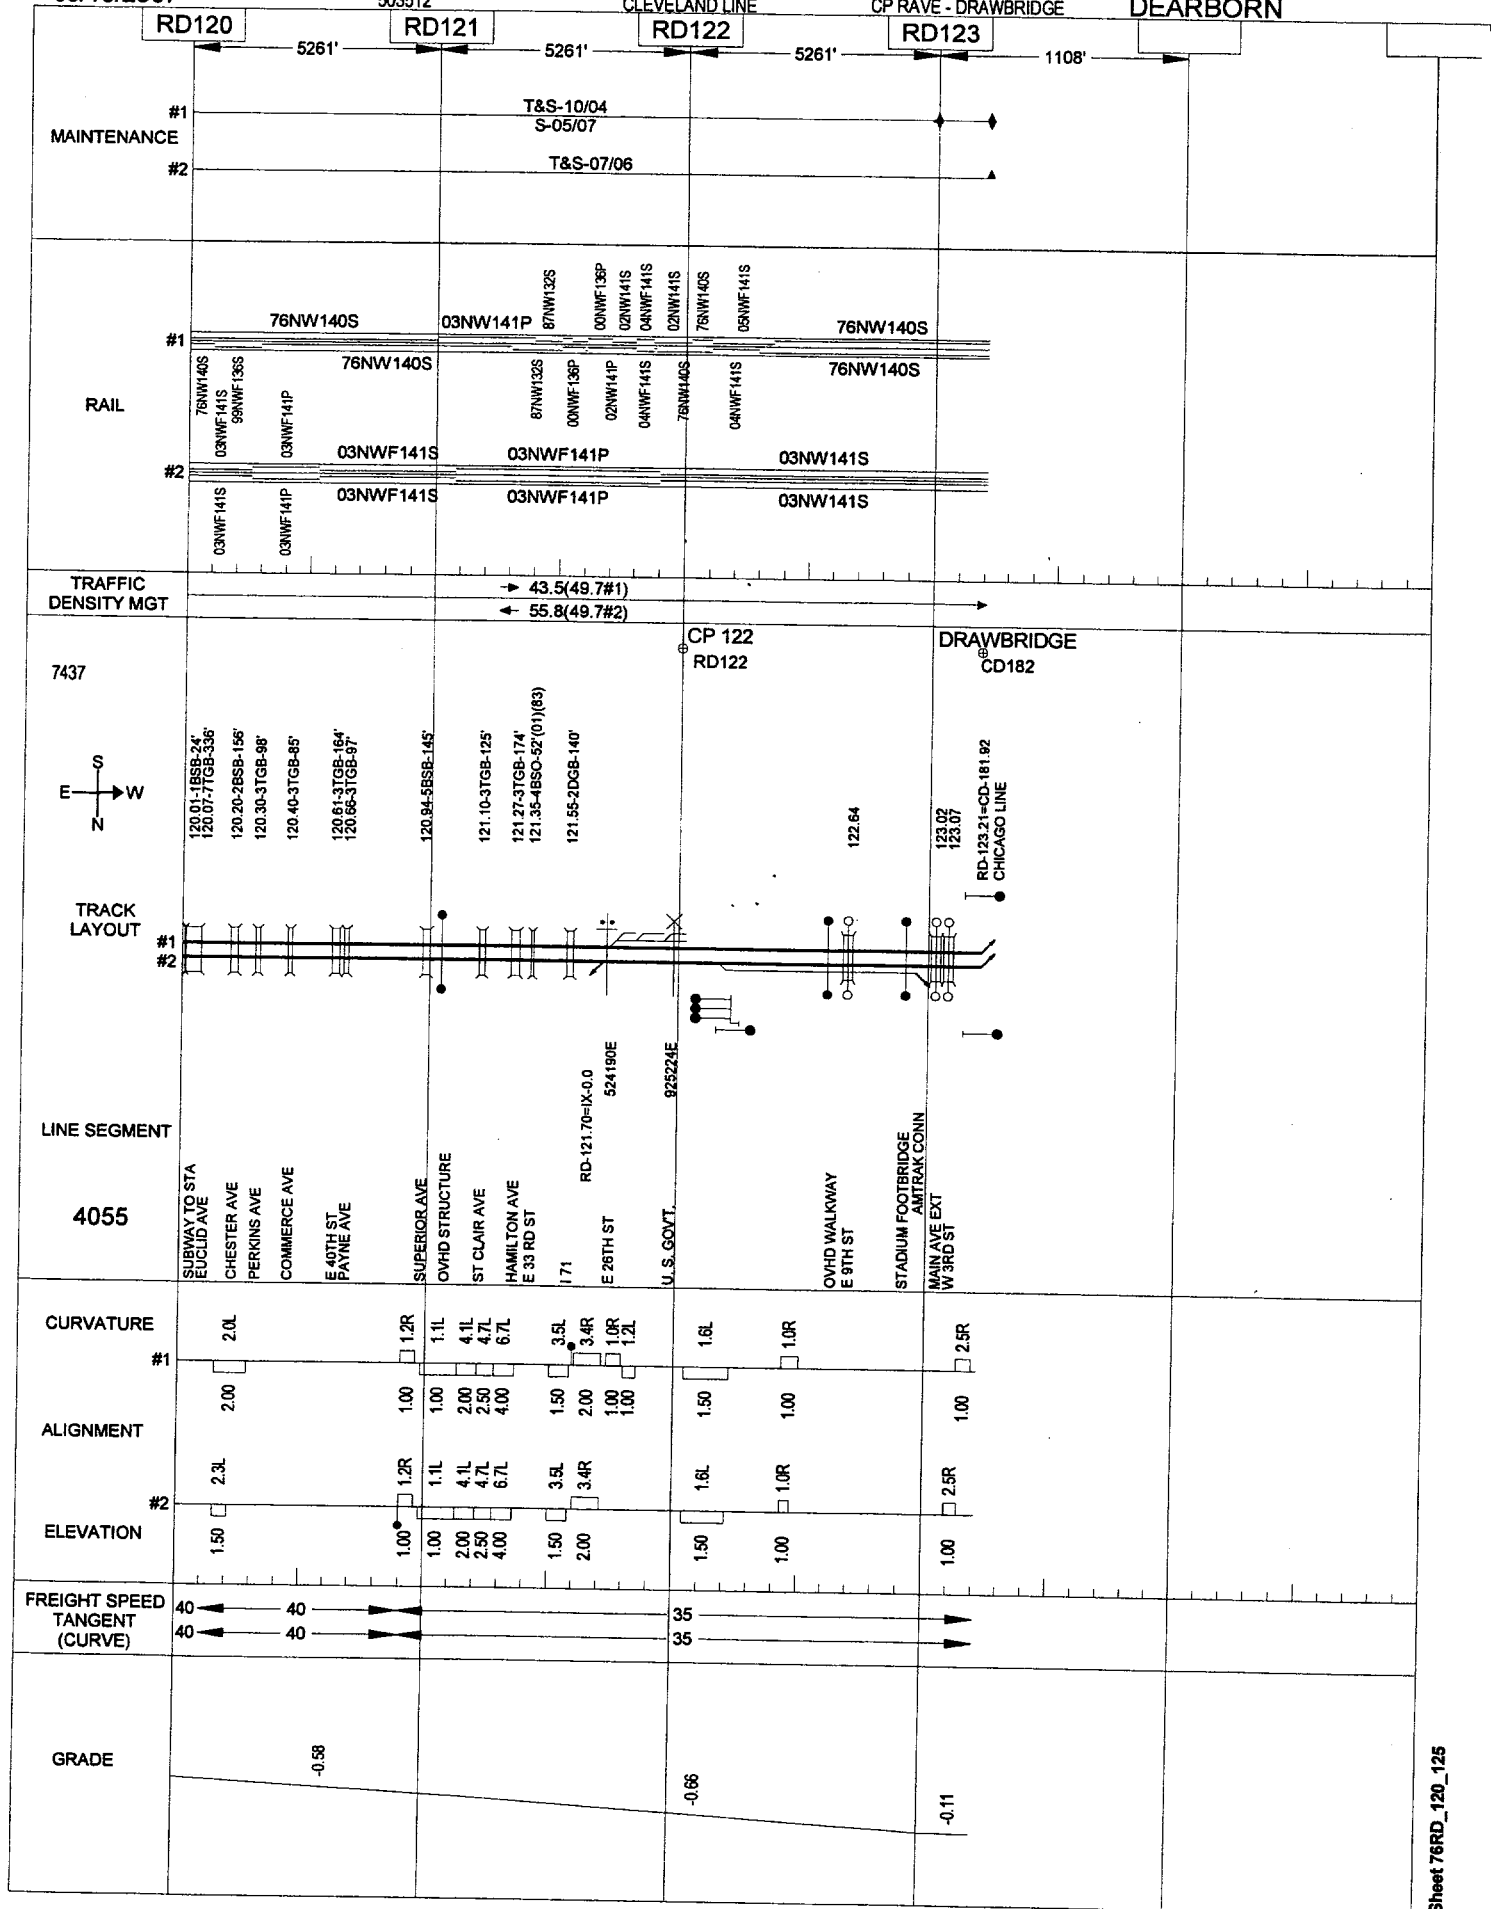 503512 CLEVELAND LINE CP RAVE - DRAWBRIDGE DEARBORN
RD120 RD121 RD122 RD123
5261' 5261' 5261' 1108'
MAINTENANCE
#1 T&S-10/04
S-05/07
#2 T&S-07/06
RAIL
87NW132S 00NWF136P 02NW141S 04NWF141S 02NW141S 76NW140S 05NWF141S
#1 76NW140S 03NW141P 76NW140S
76NW140S 76NW140S
76NW140S 03NWF141S 99NWF136S 03NWF141P 87NW132S 00NWF136P 02NW141P 04NWF141S 76NW140S 04NWF141S
#2 03NWF141S 03NWF141P 03NW141S
03NWF141S 03NWF141P 03NW141S
03NWF141S 03NWF141P
TRAFFIC
DENSITY MGT
43.5(49.7#1)
55.8(49.7#2)
CP 122
RD122
DRAWBRIDGE
CD182
7437
S
E W
N
120.01-1BSB-24'
120.07-7TGB-336'
120.20-2BSB-156'
120.30-3TGB-98'
120.40-3TGB-85'
120.61-3TGB-164'
120.66-3TGB-97'
120.94-5BSB-145'
121.10-3TGB-125'
121.27-3TGB-174'
121.35-4BSO-52'(01)(83)
121.55-2DGB-140'
122.64
123.02
123.07
RD-123.21=CD-181.92
CHICAGO LINE
TRACK
LAYOUT
#1
#2
RD-121.70=IX-0.0
524190E
925224E
LINE SEGMENT
4055
SUBWAY TO STA
EUCLID AVE
CHESTER AVE
PERKINS AVE
COMMERCE AVE
E 40TH ST
PAYNE AVE
SUPERIOR AVE
OVHD STRUCTURE
ST CLAIR AVE
HAMILTON AVE
E 33 RD ST
I 71
E 26TH ST
U. S. GOV'T.
OVHD WALKWAY
E 9TH ST
STADIUM FOOTBRIDGE
AMTRAK CONN
MAIN AVE EXT
W 3RD ST
CURVATURE
2.0L 1.2R 1.1L 4.1L 4.7L 6.7L 3.5L 3.4R 1.0R 1.2L 1.6L 1.0R 2.5R
#1
2.00 1.00 1.00 2.00 2.50 4.00 1.50 2.00 1.00 1.00 1.50 1.00 1.00
ALIGNMENT
2.3L 1.2R 1.1L 4.1L 4.7L 6.7L 3.5L 3.4R 1.6L 1.0R 2.5R
#2
ELEVATION
1.50 1.00 1.00 2.00 2.50 4.00 1.50 2.00 1.50 1.00 1.00
FREIGHT SPEED
TANGENT
(CURVE)
40 40 35
40 40 35
GRADE
-0.58 -0.66 -0.11
Sheet 76RD_120_125